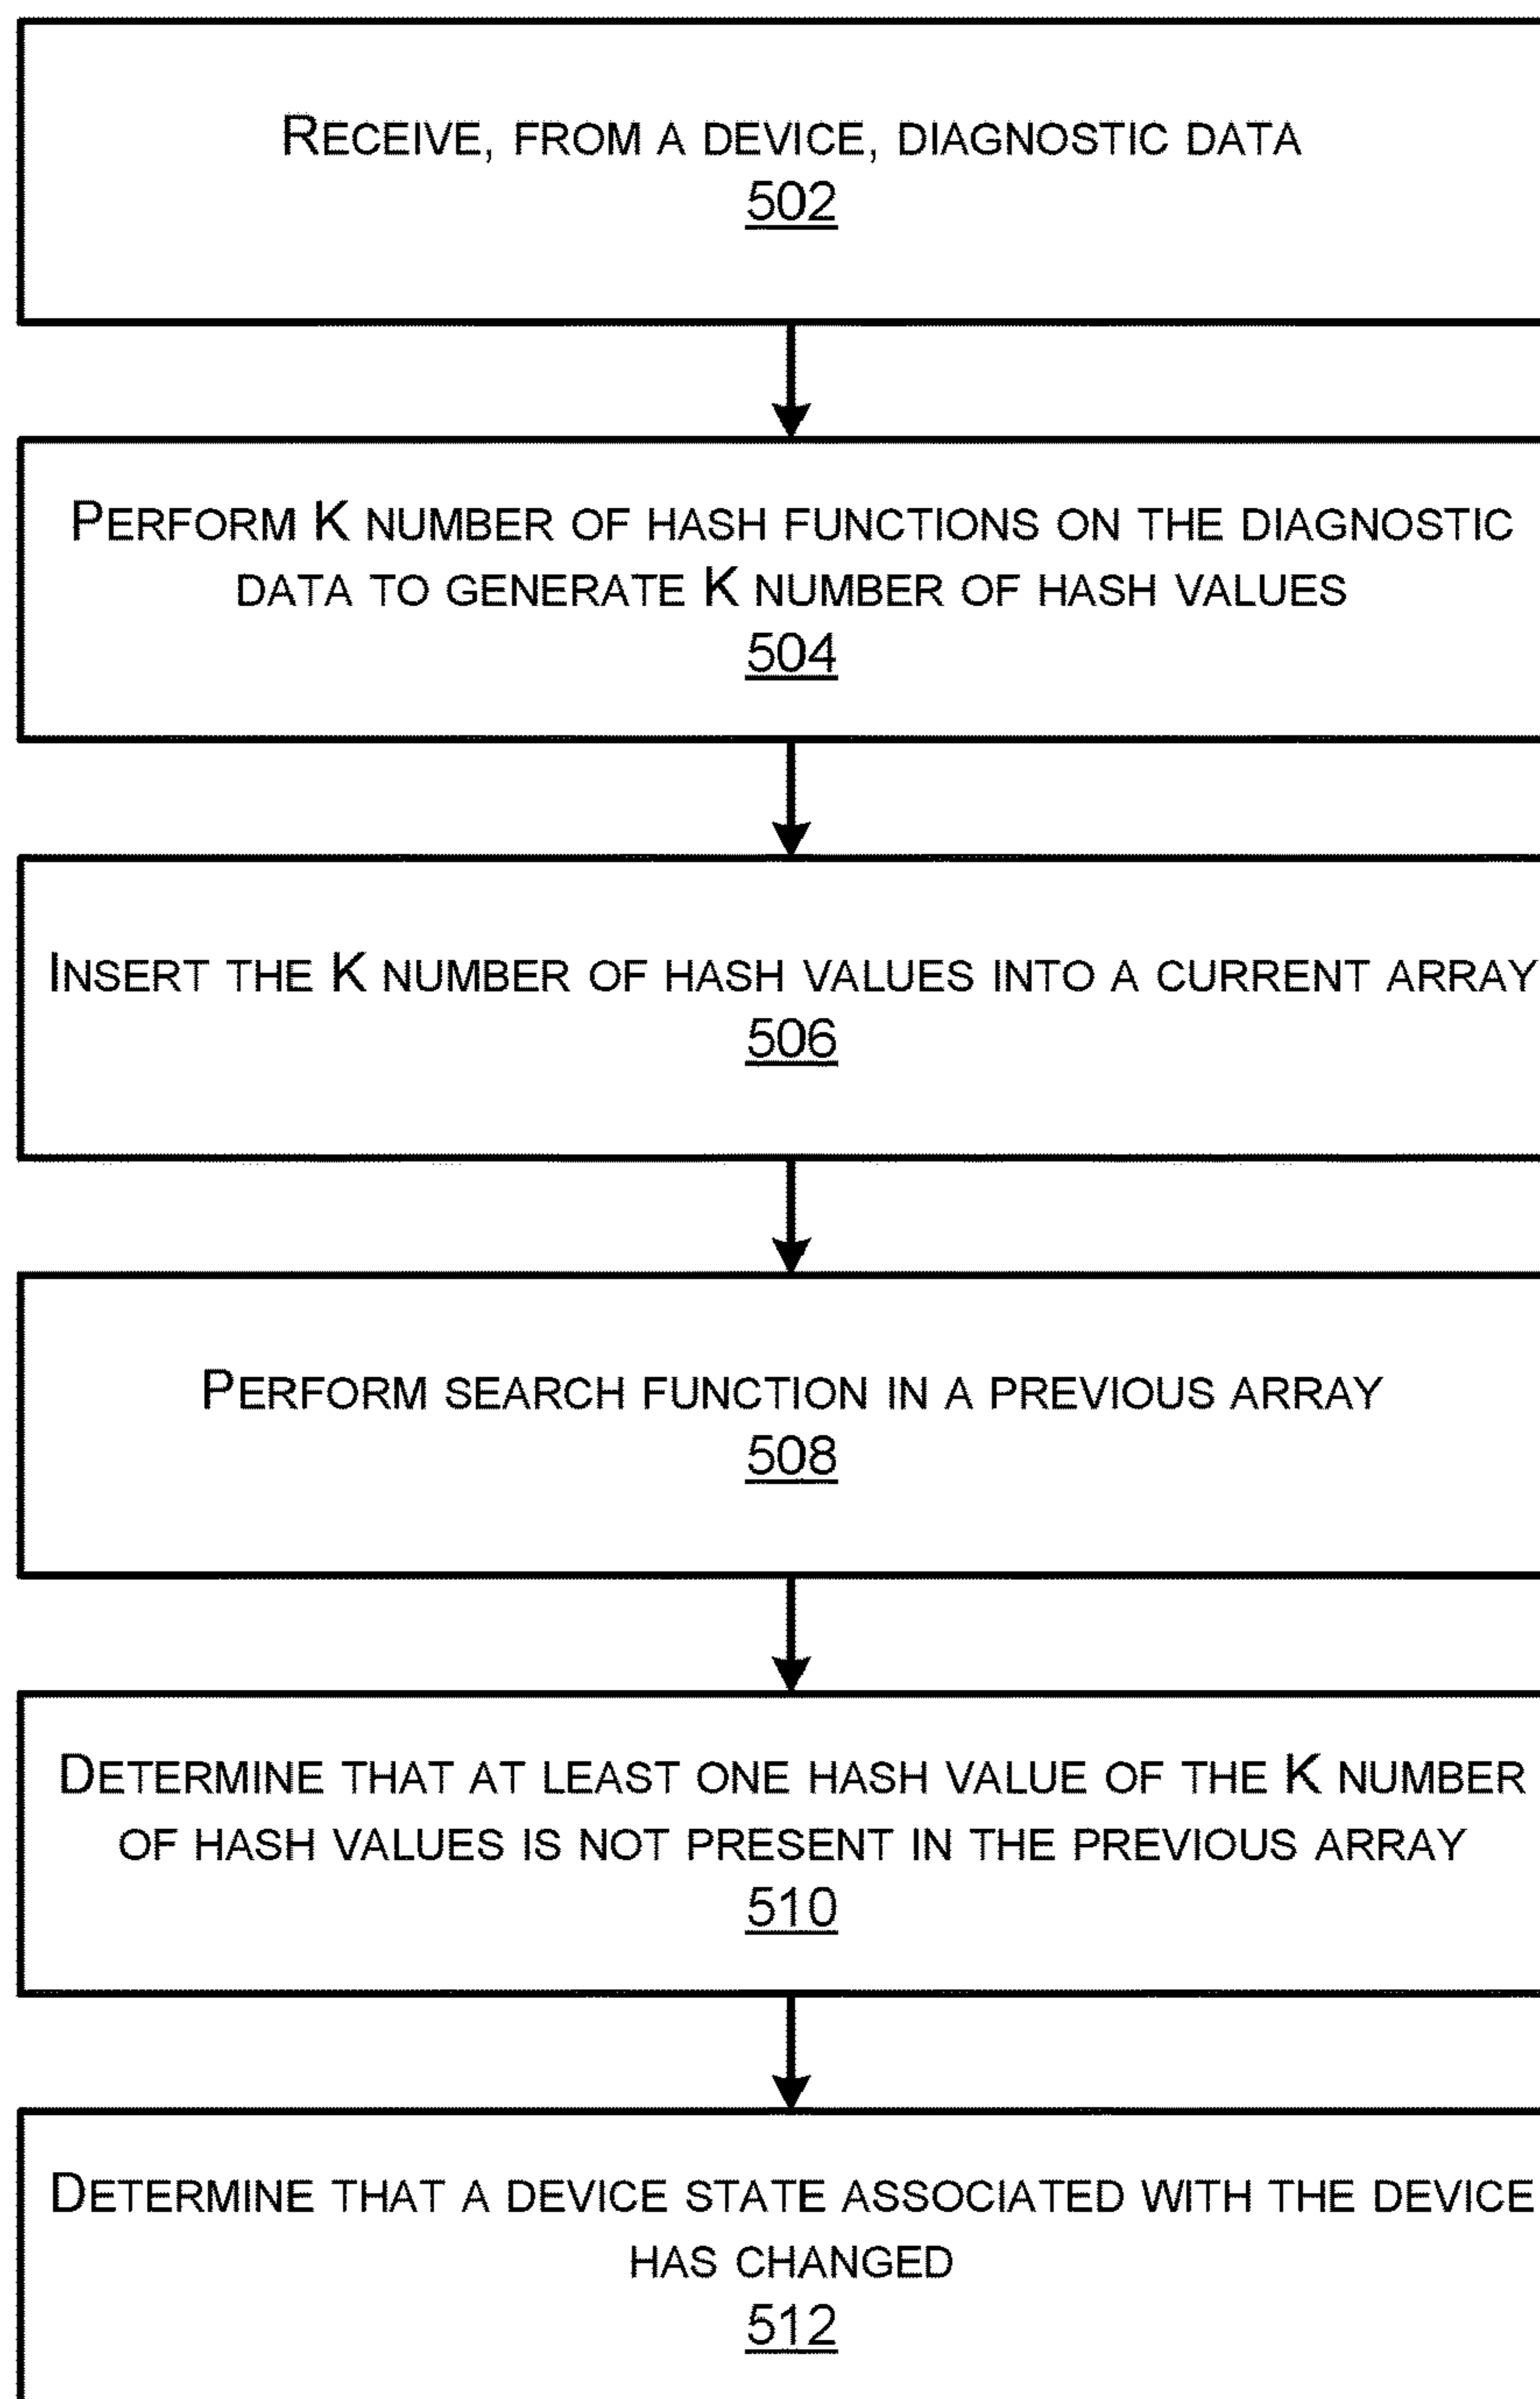 RECEIVE, FROM A DEVICE, DIAGNOSTIC DATA
502
PERFORM K NUMBER OF HASH FUNCTIONS ON THE DIAGNOSTIC
DATA TO GENERATE K NUMBER OF HASH VALUES
504
INSERT THE K NUMBER OF HASH VALUES INTO A CURRENT ARRAY
506
PERFORM SEARCH FUNCTION IN A PREVIOUS ARRAY
508
DETERMINE THAT AT LEAST ONE HASH VALUE OF THE K NUMBER
OF HASH VALUES IS NOT PRESENT IN THE PREVIOUS ARRAY
510
DETERMINE THAT A DEVICE STATE ASSOCIATED WITH THE DEVICE
HAS CHANGED
512